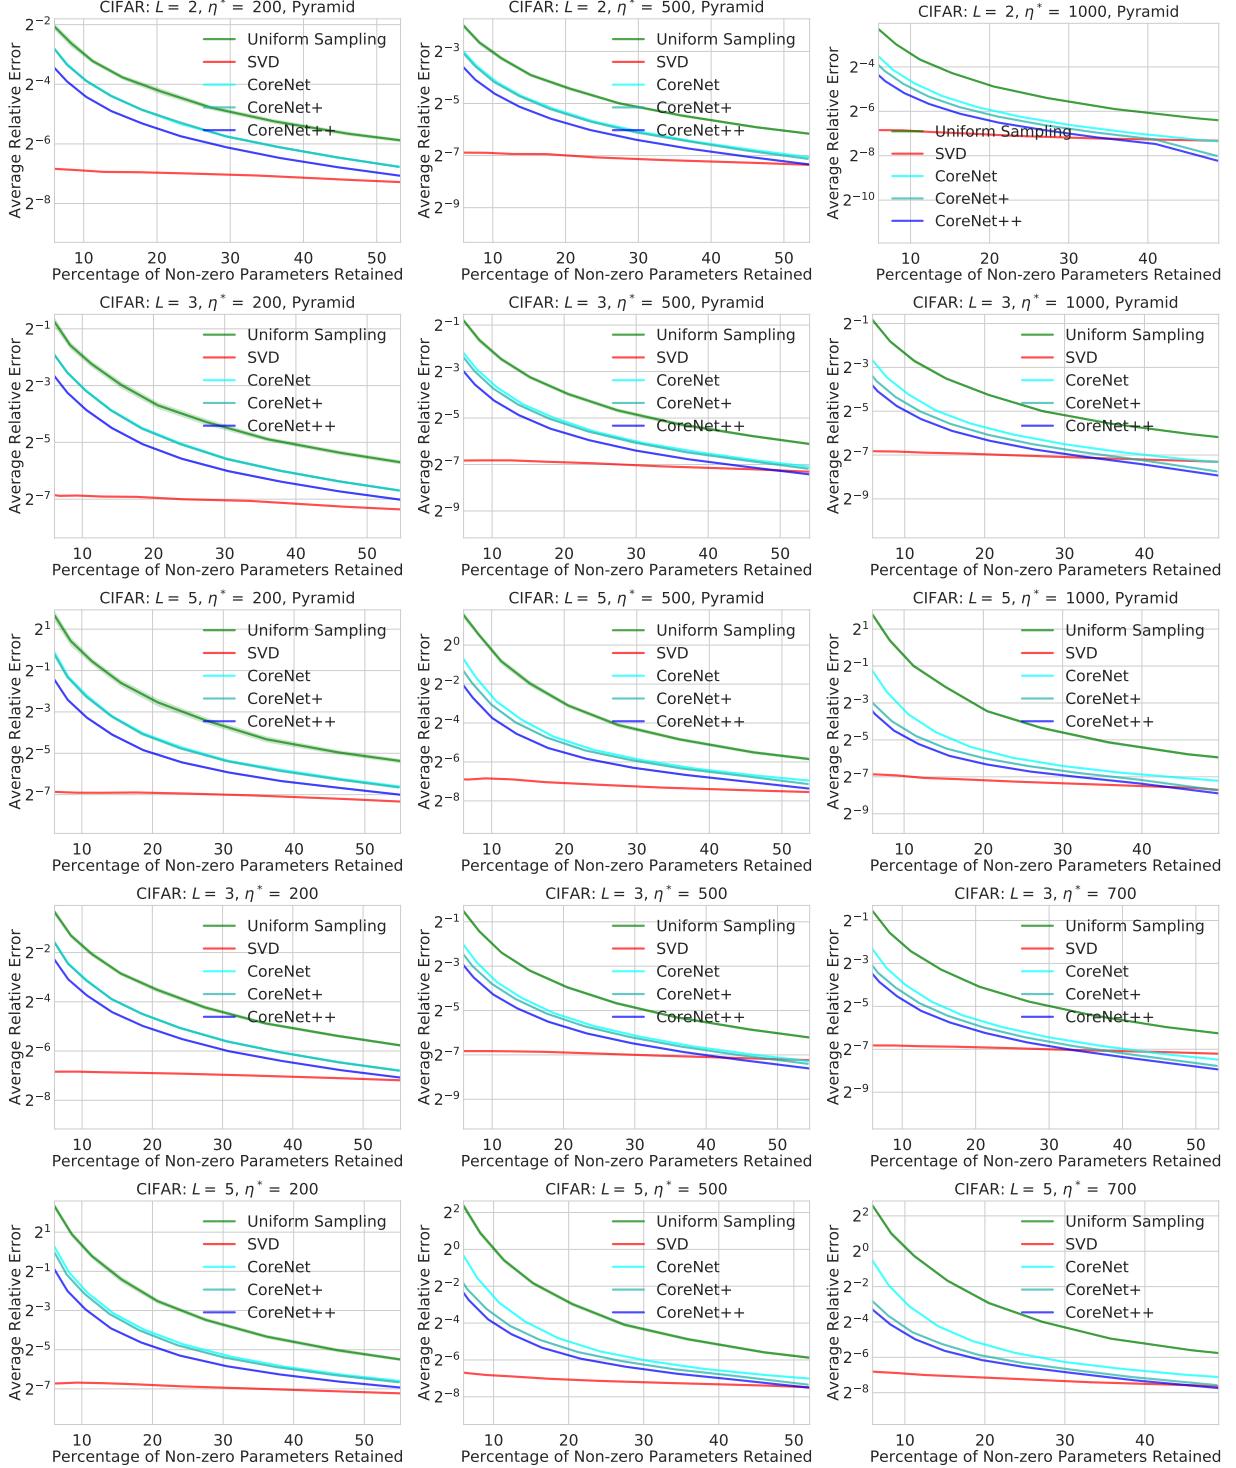 CIFAR: L = 2, η* = 200, Pyramid
Average Relative Error
2⁻²
2⁻⁴
2⁻⁶
2⁻⁸
Uniform Sampling
SVD
CoreNet
CoreNet+
CoreNet++
10 20 30 40 50
Percentage of Non-zero Parameters Retained
CIFAR: L = 2, η* = 500, Pyramid
Average Relative Error
2⁻³
2⁻⁵
2⁻⁷
2⁻⁹
Uniform Sampling
SVD
CoreNet
CoreNet+
CoreNet++
10 20 30 40 50
Percentage of Non-zero Parameters Retained
CIFAR: L = 2, η* = 1000, Pyramid
Average Relative Error
2⁻⁴
2⁻⁶
2⁻⁸
2⁻¹⁰
Uniform Sampling
SVD
CoreNet
CoreNet+
CoreNet++
10 20 30 40
Percentage of Non-zero Parameters Retained
CIFAR: L = 3, η* = 200, Pyramid
Average Relative Error
2⁻¹
2⁻³
2⁻⁵
2⁻⁷
Uniform Sampling
SVD
CoreNet
CoreNet+
CoreNet++
10 20 30 40 50
Percentage of Non-zero Parameters Retained
CIFAR: L = 3, η* = 500, Pyramid
Average Relative Error
2⁻¹
2⁻³
2⁻⁵
2⁻⁷
2⁻⁹
Uniform Sampling
SVD
CoreNet
CoreNet+
CoreNet++
10 20 30 40 50
Percentage of Non-zero Parameters Retained
CIFAR: L = 3, η* = 1000, Pyramid
Average Relative Error
2⁻¹
2⁻³
2⁻⁵
2⁻⁷
2⁻⁹
Uniform Sampling
SVD
CoreNet
CoreNet+
CoreNet++
10 20 30 40
Percentage of Non-zero Parameters Retained
CIFAR: L = 5, η* = 200, Pyramid
Average Relative Error
2¹
2⁻¹
2⁻³
2⁻⁵
2⁻⁷
Uniform Sampling
SVD
CoreNet
CoreNet+
CoreNet++
10 20 30 40 50
Percentage of Non-zero Parameters Retained
CIFAR: L = 5, η* = 500, Pyramid
Average Relative Error
2⁰
2⁻²
2⁻⁴
2⁻⁶
2⁻⁸
Uniform Sampling
SVD
CoreNet
CoreNet+
CoreNet++
10 20 30 40 50
Percentage of Non-zero Parameters Retained
CIFAR: L = 5, η* = 1000, Pyramid
Average Relative Error
2¹
2⁻¹
2⁻³
2⁻⁵
2⁻⁷
2⁻⁹
Uniform Sampling
SVD
CoreNet
CoreNet+
CoreNet++
10 20 30 40
Percentage of Non-zero Parameters Retained
CIFAR: L = 3, η* = 200
Average Relative Error
2⁻²
2⁻⁴
2⁻⁶
2⁻⁸
Uniform Sampling
SVD
CoreNet
CoreNet+
CoreNet++
10 20 30 40 50
Percentage of Non-zero Parameters Retained
CIFAR: L = 3, η* = 500
Average Relative Error
2⁻¹
2⁻³
2⁻⁵
2⁻⁷
2⁻⁹
Uniform Sampling
SVD
CoreNet
CoreNet+
CoreNet++
10 20 30 40 50
Percentage of Non-zero Parameters Retained
CIFAR: L = 3, η* = 700
Average Relative Error
2⁻¹
2⁻³
2⁻⁵
2⁻⁷
2⁻⁹
Uniform Sampling
SVD
CoreNet
CoreNet+
CoreNet++
10 20 30 40 50
Percentage of Non-zero Parameters Retained
CIFAR: L = 5, η* = 200
Average Relative Error
2¹
2⁻¹
2⁻³
2⁻⁵
2⁻⁷
Uniform Sampling
SVD
CoreNet
CoreNet+
CoreNet++
10 20 30 40 50
Percentage of Non-zero Parameters Retained
CIFAR: L = 5, η* = 500
Average Relative Error
2²
2⁰
2⁻²
2⁻⁴
2⁻⁶
2⁻⁸
Uniform Sampling
SVD
CoreNet
CoreNet+
CoreNet++
10 20 30 40 50
Percentage of Non-zero Parameters Retained
CIFAR: L = 5, η* = 700
Average Relative Error
2²
2⁰
2⁻²
2⁻⁴
2⁻⁶
2⁻⁸
Uniform Sampling
SVD
CoreNet
CoreNet+
CoreNet++
10 20 30 40
Percentage of Non-zero Parameters Retained